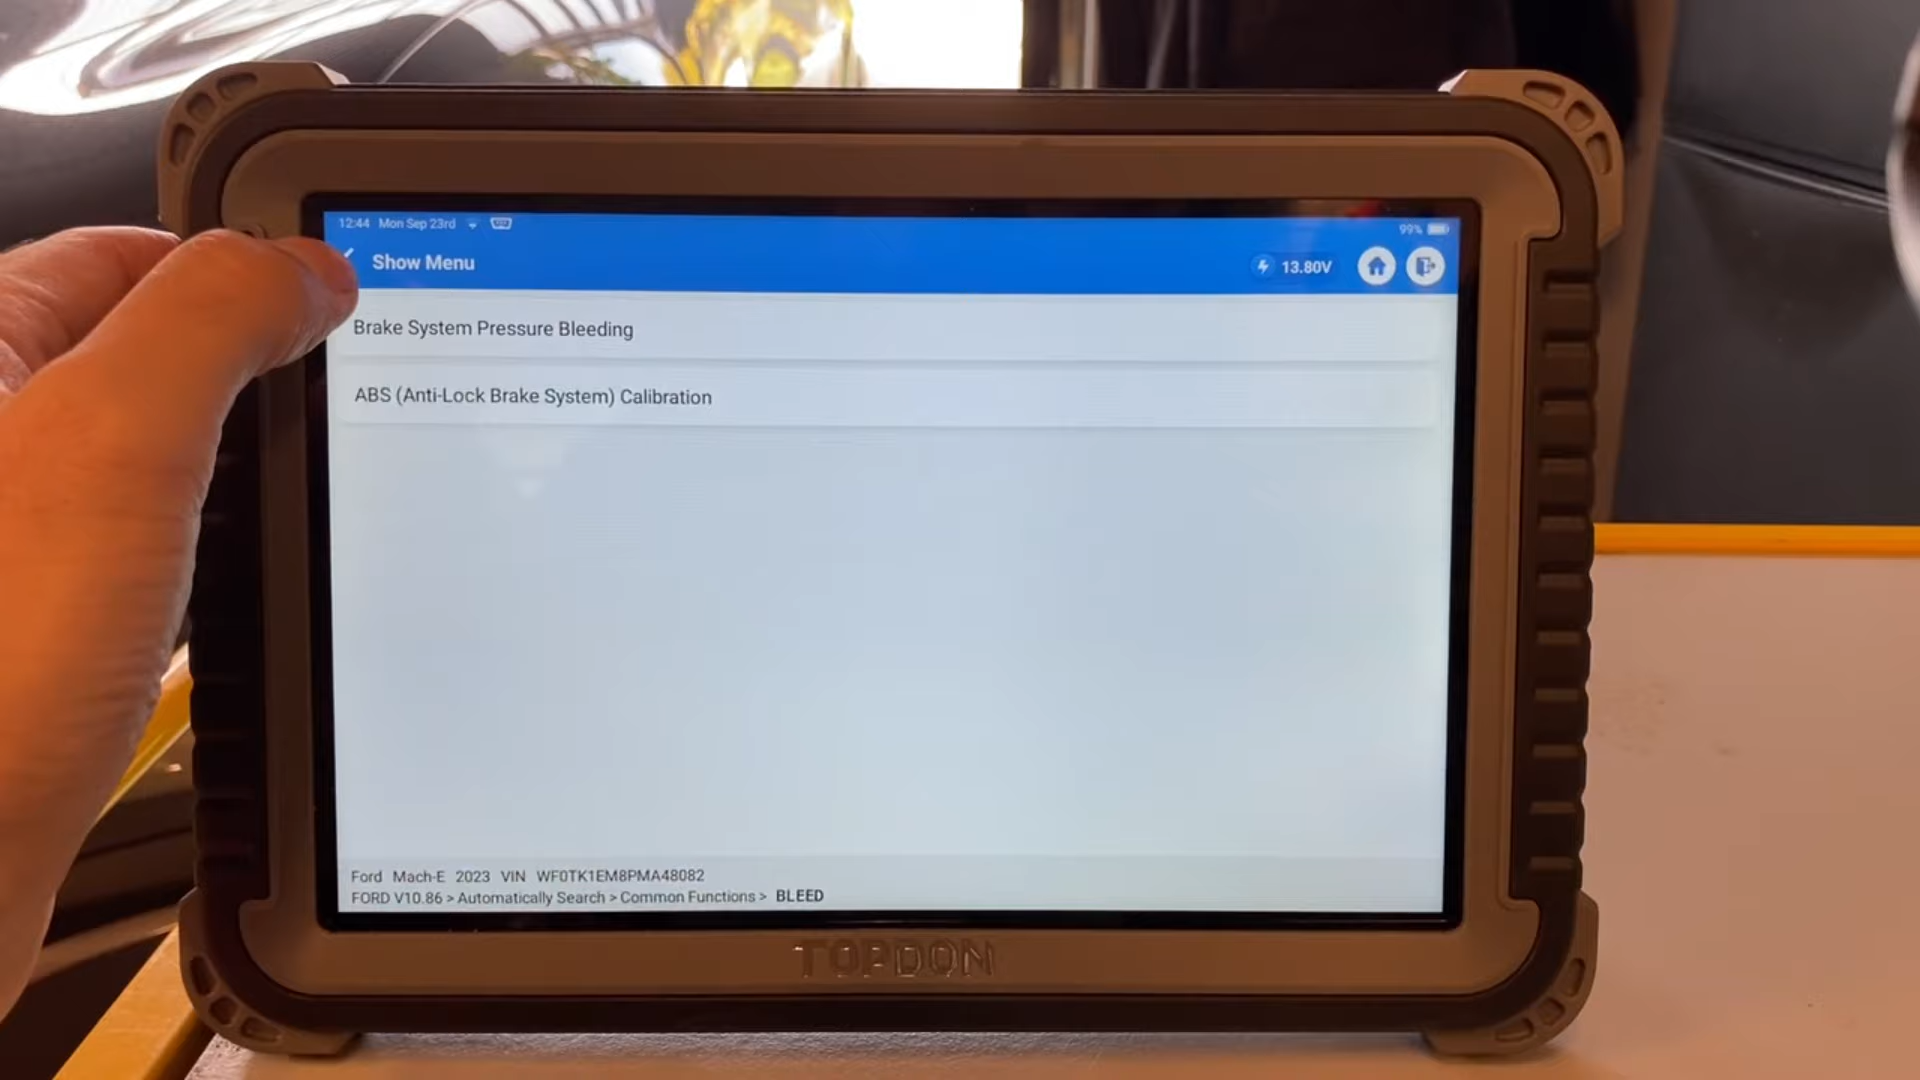 12:44 Mon Sep 23rd
99%
Show Menu
13.80V
Brake System Pressure Bleeding
ABS (Anti-Lock Brake System) Calibration
Ford Mach-E 2023 VIN WF0TK1EM8PMA48082
FORD V10.86 > Automatically Search > Common Functions > BLEED
TOPDON